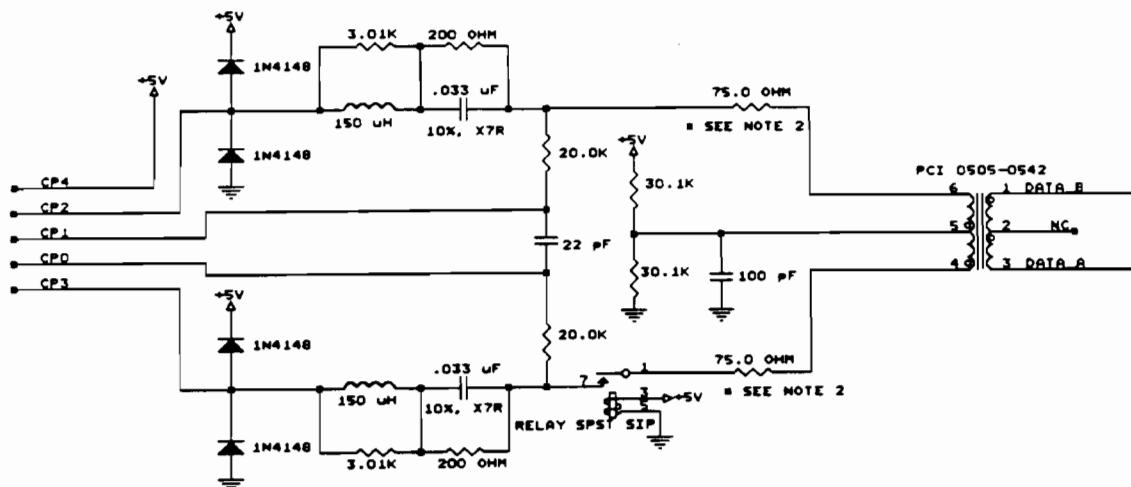 +5V
3.01K
200 OHM
1N4148
.033 uF
75.0 OHM
+5V
150 uH
10%, X7R
* SEE NOTE 2
1N4148
20.0K
+5V
PCI 0505-0542
CP4
30.1K
6
1
DATA B
CP2
CP1
5
2
NC
22 pF
CP0
4
3
DATA A
CP3
30.1K
100 pF
+5V
20.0K
1N4148
.033 uF
1
75.0 OHM
7
150 uH
10%, X7R
* SEE NOTE 2
3
+5V
5
RELAY SPST SIP
1N4148
3.01K
200 OHM